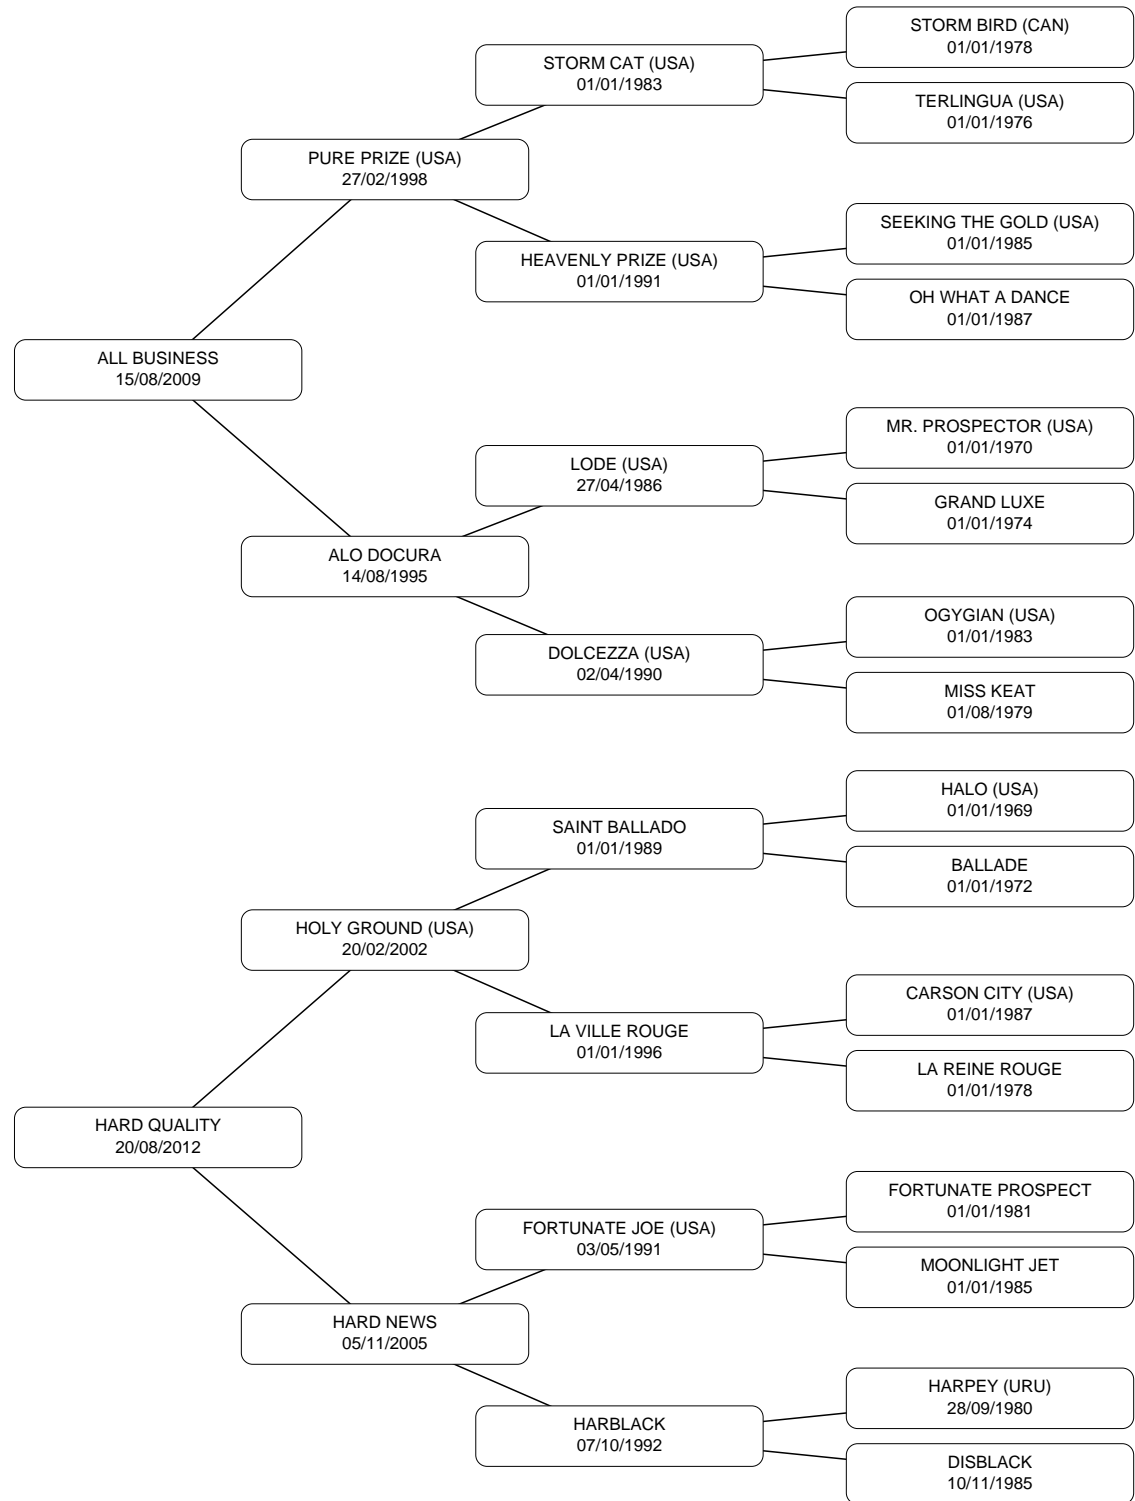 STORM BIRD (CAN)
01/01/1978
STORM CAT (USA)
01/01/1983
TERLINGUA (USA)
01/01/1976
PURE PRIZE (USA)
27/02/1998
SEEKING THE GOLD (USA)
01/01/1985
HEAVENLY PRIZE (USA)
01/01/1991
OH WHAT A DANCE
01/01/1987
ALL BUSINESS
15/08/2009
MR. PROSPECTOR (USA)
01/01/1970
LODE (USA)
27/04/1986
GRAND LUXE
01/01/1974
ALO DOCURA
14/08/1995
OGYGIAN (USA)
01/01/1983
DOLCEZZA (USA)
02/04/1990
MISS KEAT
01/08/1979
HALO (USA)
01/01/1969
SAINT BALLADO
01/01/1989
BALLADE
01/01/1972
HOLY GROUND (USA)
20/02/2002
CARSON CITY (USA)
01/01/1987
LA VILLE ROUGE
01/01/1996
LA REINE ROUGE
01/01/1978
HARD QUALITY
20/08/2012
FORTUNATE PROSPECT
01/01/1981
FORTUNATE JOE (USA)
03/05/1991
MOONLIGHT JET
01/01/1985
HARD NEWS
05/11/2005
HARPEY (URU)
28/09/1980
HARBLACK
07/10/1992
DISBLACK
10/11/1985